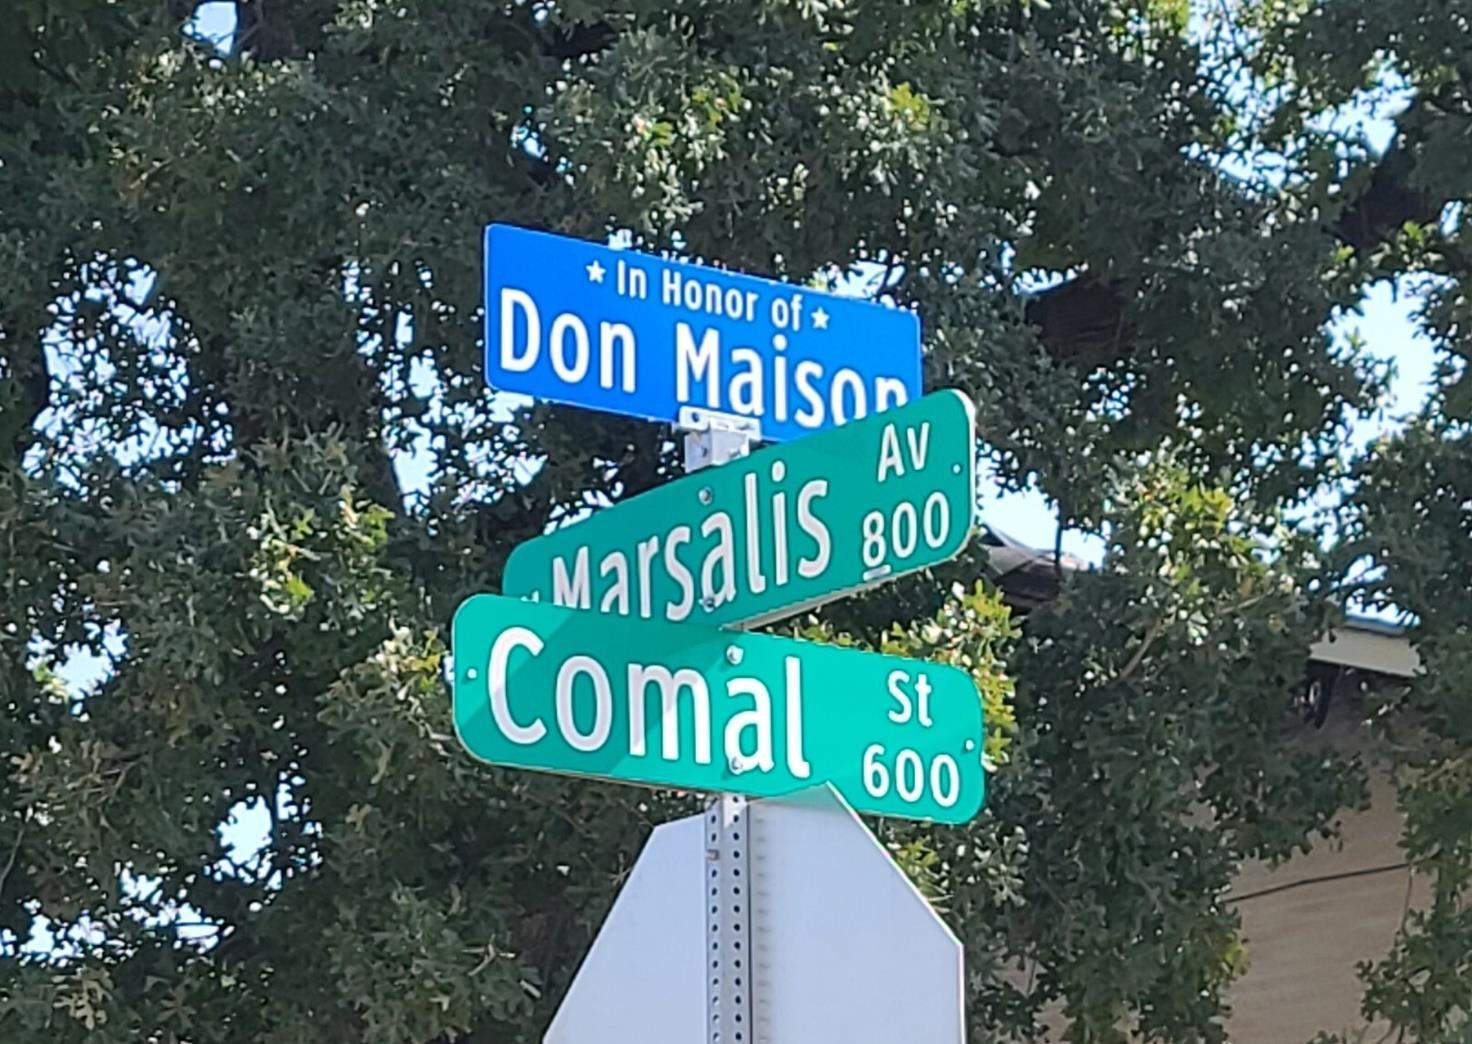 In Honor of
Don Maison
Marsalis Av
800
Comal St
600